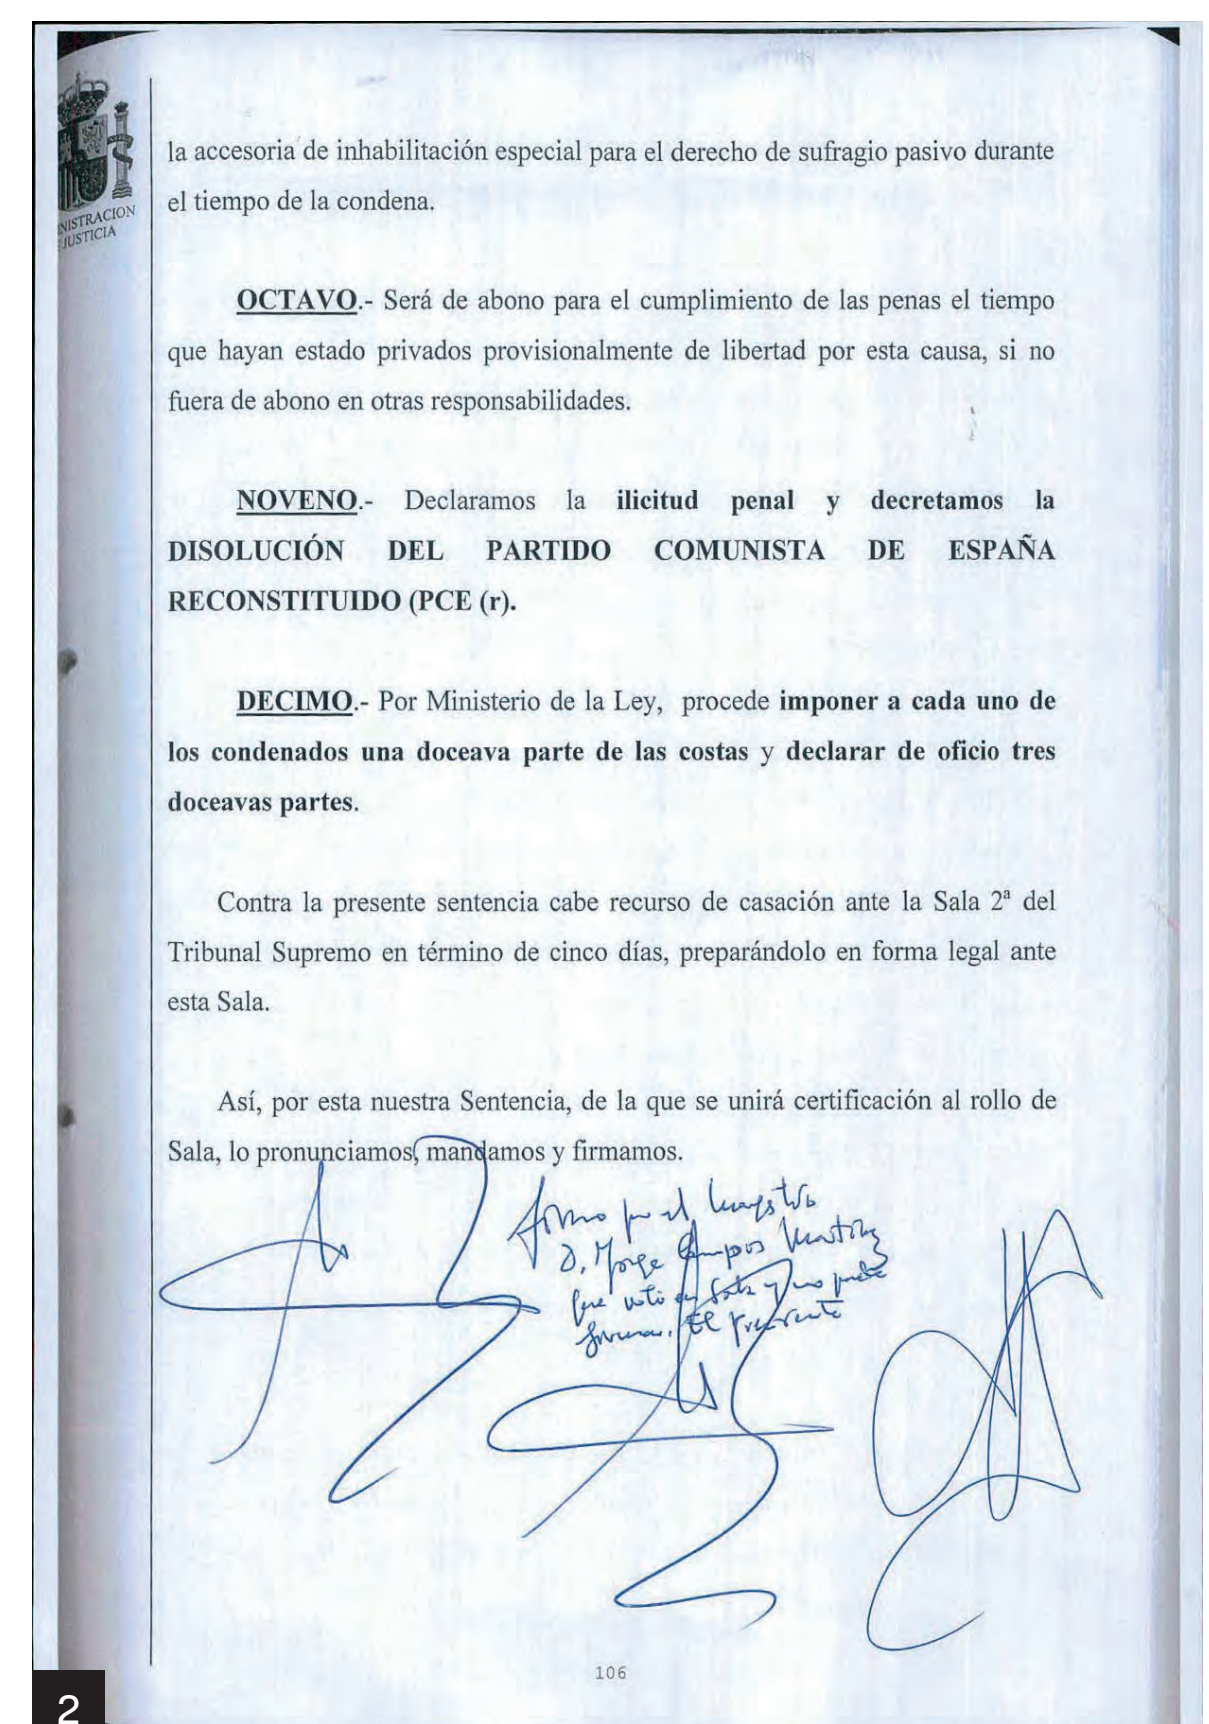 NISTRACION
JUSTICIA
la accesoria de inhabilitación especial para el derecho de sufragio pasivo durante
el tiempo de la condena.
OCTAVO.- Será de abono para el cumplimiento de las penas el tiempo
que hayan estado privados provisionalmente de libertad por esta causa, si no
fuera de abono en otras responsabilidades.
NOVENO.- Declaramos la ilicitud penal y decretamos la
DISOLUCIÓN DEL PARTIDO COMUNISTA DE ESPAÑA
RECONSTITUIDO (PCE (r).
DECIMO.- Por Ministerio de la Ley, procede imponer a cada uno de
los condenados una doceava parte de las costas y declarar de oficio tres
doceavas partes.
Contra la presente sentencia cabe recurso de casación ante la Sala 2ª del
Tribunal Supremo en término de cinco días, preparándolo en forma legal ante
esta Sala.
Así, por esta nuestra Sentencia, de la que se unirá certificación al rollo de
Sala, lo pronunciamos, mandamos y firmamos.
firmo por el Magistrado
D. Jorge Campos Martínez
que votó en Sala y no puede
firmar. El Presidente
106
2